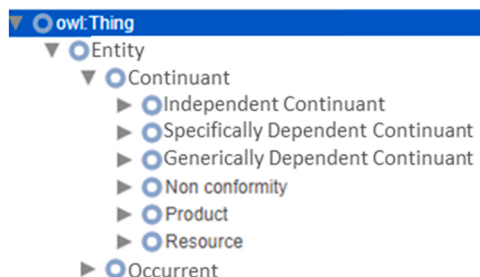 owl:Thing
Entity
Continuant
Independent Continuant
Specifically Dependent Continuant
Generically Dependent Continuant
Non conformity
Product
Resource
Occurrent